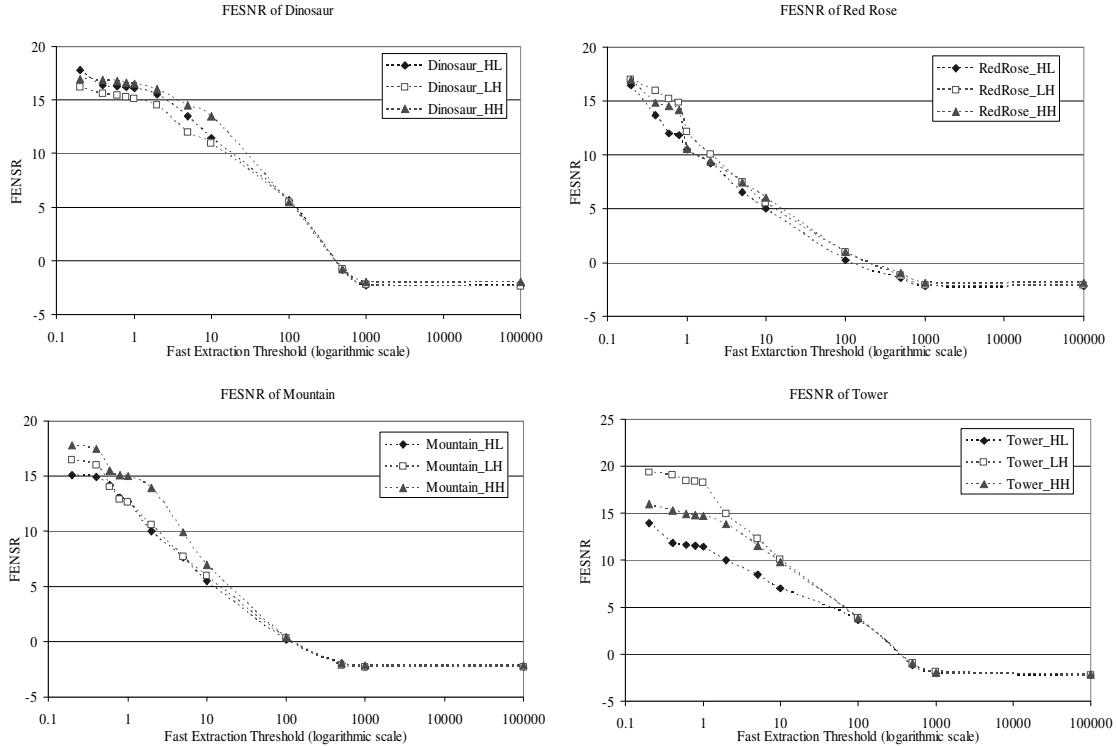 FESNR of Dinosaur
20
15
10
5
0
-5
FENSR
Dinosaur_HL
Dinosaur_LH
Dinosaur_HH
0.1 1 10 100 1000 10000 100000
Fast Extraction Threshold (logarithmic scale)
FESNR of Red Rose
20
15
10
5
0
-5
FESNR
RedRose_HL
RedRose_LH
RedRose_HH
0.1 1 10 100 1000 10000 100000
Fast Extarction Threshold (logarithmic scale)
FESNR of Mountain
20
15
10
5
0
-5
FENSR
Mountain_HL
Mountain_LH
Mountain_HH
0.1 1 10 100 1000 10000 100000
Fast Extraction Threshold (logarithmic scale)
FESNR of Tower
25
20
15
10
5
0
-5
FESNR
Tower_HL
Tower_LH
Tower_HH
0.1 1 10 100 1000 10000 100000
Fast Extraction Threshold (logarithmic scale)